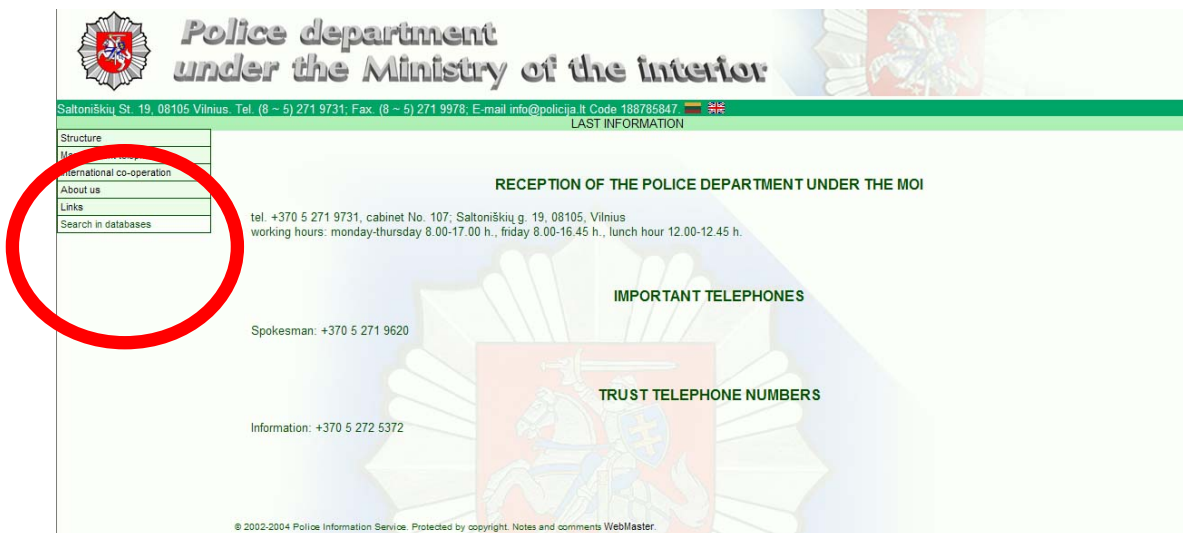 Police department
under the Ministry of the Interior
Saltoniškių St. 19, 08105 Vilnius. Tel. (8 ~ 5) 271 9731; Fax. (8 ~ 5) 271 9978; E-mail info@policija.lt Code 188785847.
LAST INFORMATION
Structure
International co-operation
About us
Links
Search in databases
RECEPTION OF THE POLICE DEPARTMENT UNDER THE MOI
tel. +370 5 271 9731, cabinet No. 107; Saltoniškių g. 19, 08105, Vilnius
working hours: monday-thursday 8.00-17.00 h., friday 8.00-16.45 h., lunch hour 12.00-12.45 h.
IMPORTANT TELEPHONES
Spokesman: +370 5 271 9620
TRUST TELEPHONE NUMBERS
Information: +370 5 272 5372
© 2002-2004 Police Information Service. Protected by copyright. Notes and comments WebMaster.